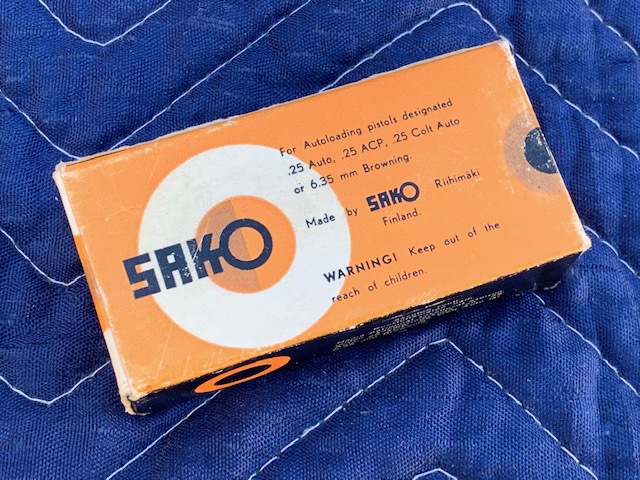 For Autoloading pistols designated
.25 Auto, .25 ACP, .25 Colt Auto
or 6.35 mm Browning.
Made by SAKO Riihimäki
Finland.
WARNING! Keep out of the
reach of children.
SAKO